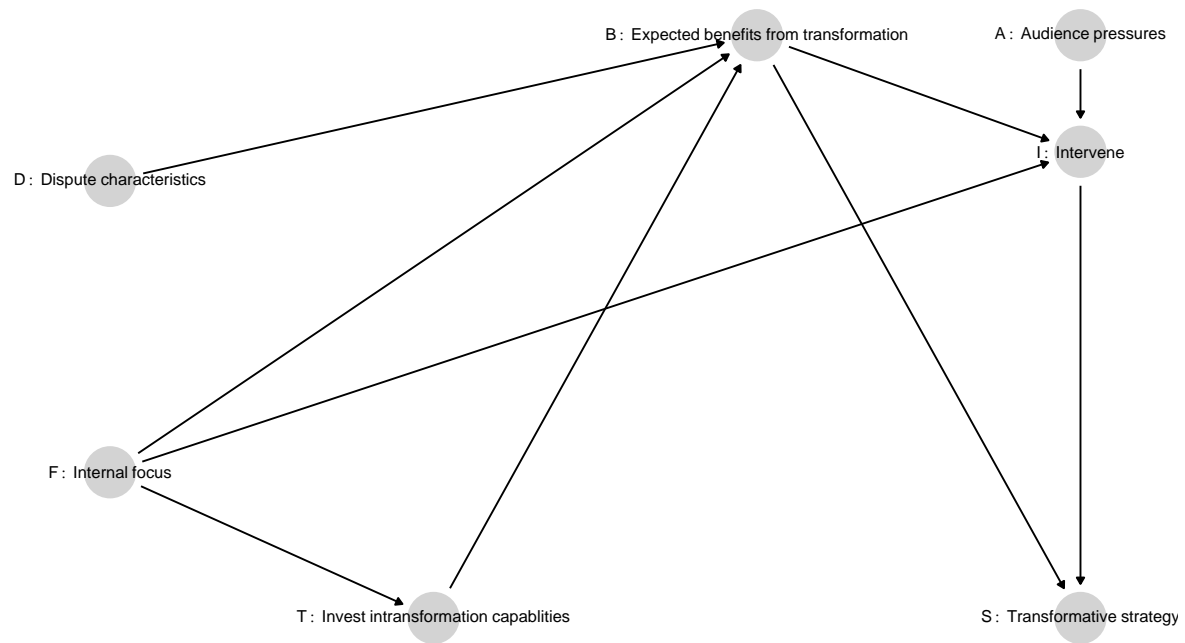 B : Expected benefits from transformation
A : Audience pressures
I : Intervene
D : Dispute characteristics
F : Internal focus
T : Invest intransformation capablities
S : Transformative strategy